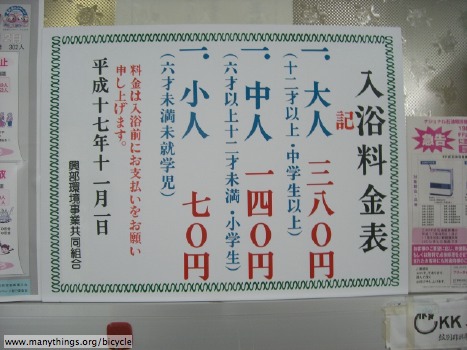 入浴料金表
記
一. 大人 三八〇円
(十二才以上・中学生以上)
一. 中人 一四〇円
(六才以上十二才未満・小学生)
一. 小人 七〇円
(六才未満未就学児)
料金は入浴前にお支払いをお願い
申し上げます。
平成十七年十一月一日
興部環境事業共同組合
急告
KK
www.manythings.org/bicycle